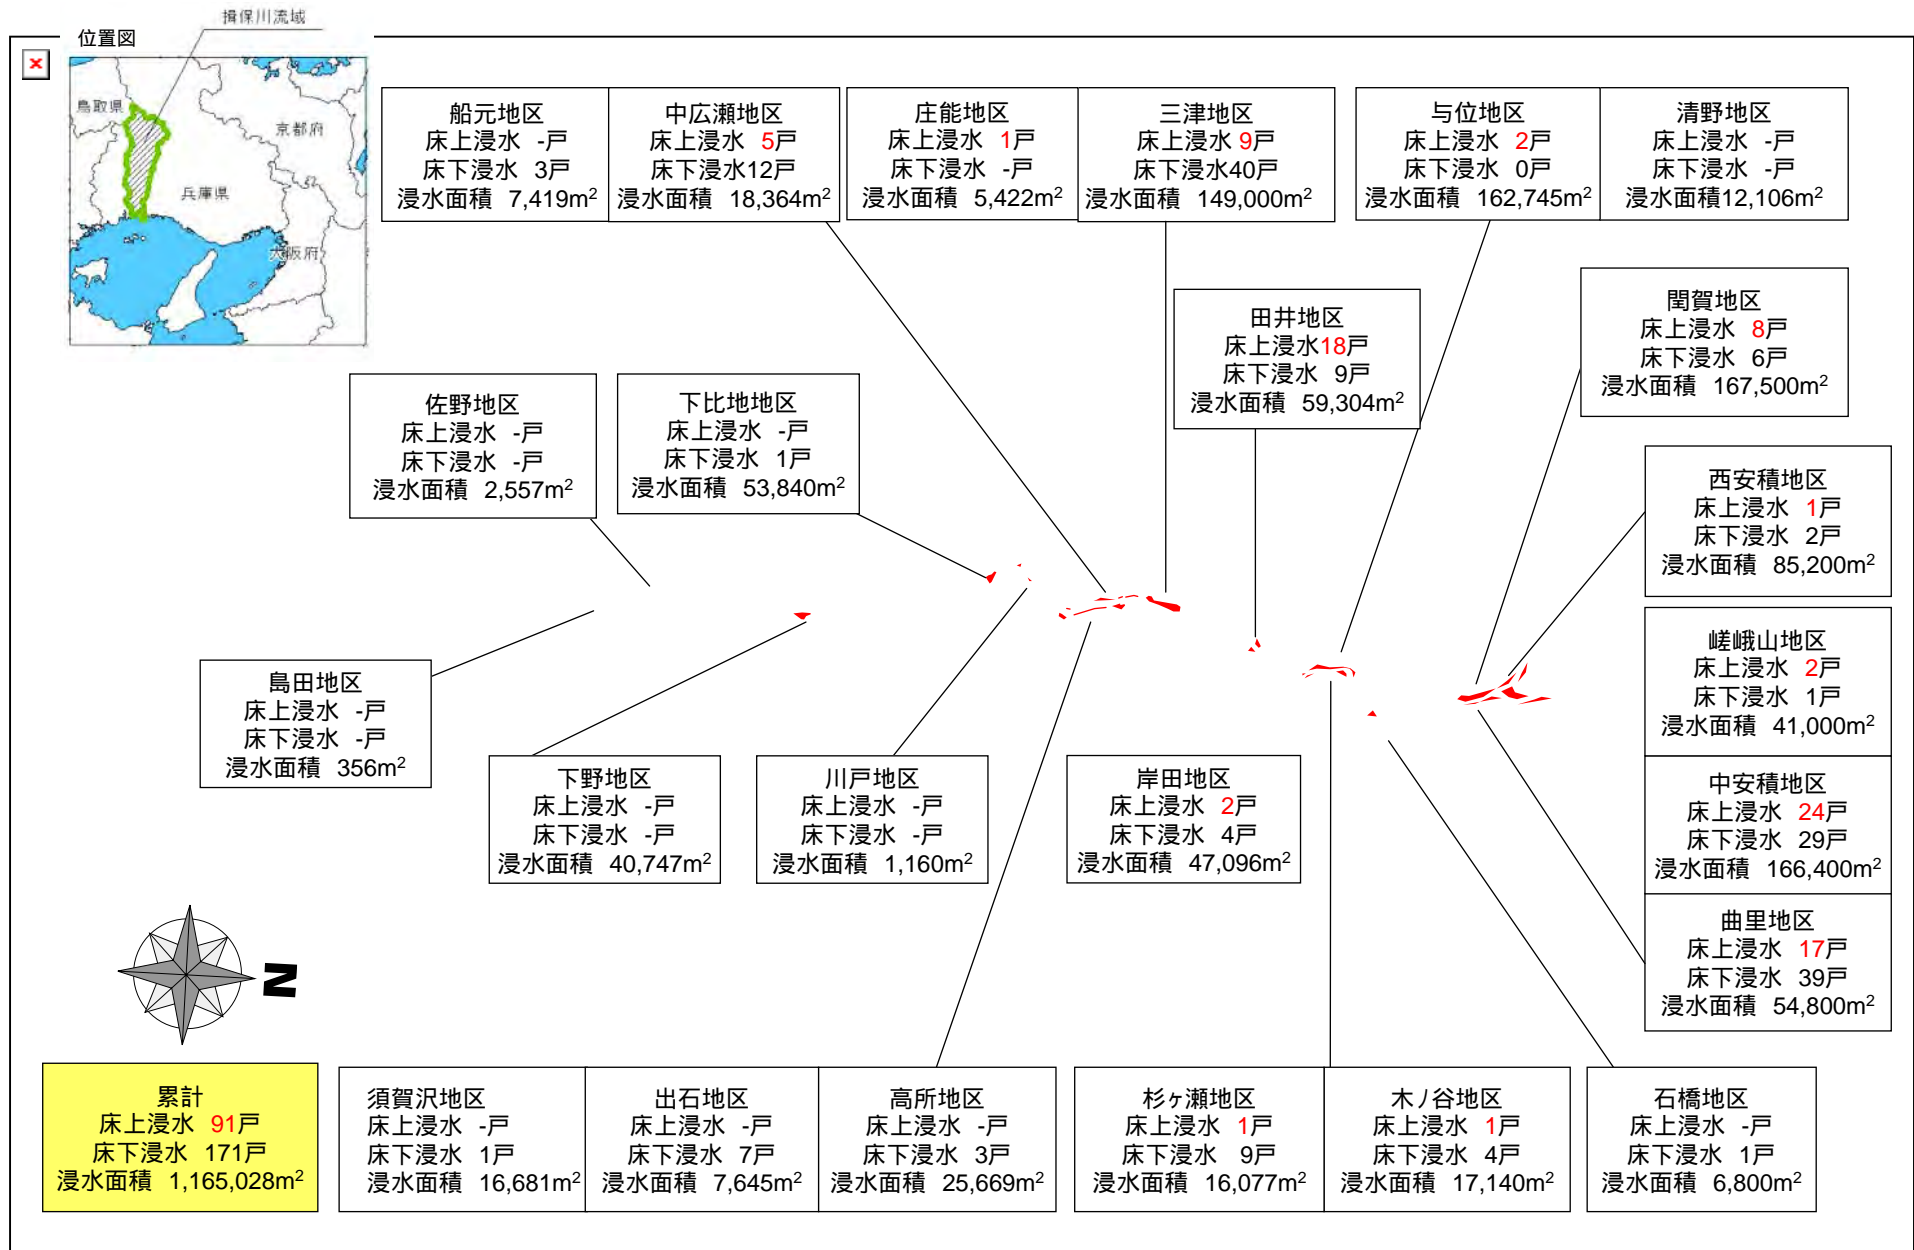 揖保川流域
位置図
鳥取県
京都府
兵庫県
大阪府
船元地区
床上浸水 -戸
床下浸水 3戸
浸水面積 7,419m²
中広瀬地区
床上浸水 5戸
床下浸水12戸
浸水面積 18,364m²
庄能地区
床上浸水 1戸
床下浸水 -戸
浸水面積 5,422m²
三津地区
床上浸水 9戸
床下浸水40戸
浸水面積 149,000m²
与位地区
床上浸水 2戸
床下浸水 0戸
浸水面積 162,745m²
清野地区
床上浸水 -戸
床下浸水 -戸
浸水面積12,106m²
田井地区
床上浸水18戸
床下浸水 9戸
浸水面積 59,304m²
閏賀地区
床上浸水 8戸
床下浸水 6戸
浸水面積 167,500m²
佐野地区
床上浸水 -戸
床下浸水 -戸
浸水面積 2,557m²
下比地地区
床上浸水 -戸
床下浸水 1戸
浸水面積 53,840m²
西安積地区
床上浸水 1戸
床下浸水 2戸
浸水面積 85,200m²
嵯峨山地区
床上浸水 2戸
床下浸水 1戸
浸水面積 41,000m²
島田地区
床上浸水 -戸
床下浸水 -戸
浸水面積 356m²
下野地区
床上浸水 -戸
床下浸水 -戸
浸水面積 40,747m²
川戸地区
床上浸水 -戸
床下浸水 -戸
浸水面積 1,160m²
岸田地区
床上浸水 2戸
床下浸水 4戸
浸水面積 47,096m²
中安積地区
床上浸水 24戸
床下浸水 29戸
浸水面積 166,400m²
曲里地区
床上浸水 17戸
床下浸水 39戸
浸水面積 54,800m²
N
累計
床上浸水 91戸
床下浸水 171戸
浸水面積 1,165,028m²
須賀沢地区
床上浸水 -戸
床下浸水 1戸
浸水面積 16,681m²
出石地区
床上浸水 -戸
床下浸水 7戸
浸水面積 7,645m²
高所地区
床上浸水 -戸
床下浸水 3戸
浸水面積 25,669m²
杉ヶ瀬地区
床上浸水 1戸
床下浸水 9戸
浸水面積 16,077m²
木ノ谷地区
床上浸水 1戸
床下浸水 4戸
浸水面積 17,140m²
石橋地区
床上浸水 -戸
床下浸水 1戸
浸水面積 6,800m²